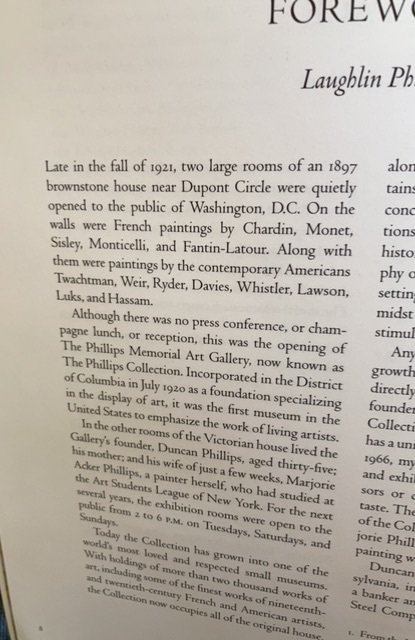 FOREWO
Laughlin Ph
Late in the fall of 1921, two large rooms of an 1897
brownstone house near Dupont Circle were quietly
opened to the public of Washington, D.C. On the
walls were French paintings by Chardin, Monet,
Sisley, Monticelli, and Fantin-Latour. Along with
them were paintings by the contemporary Americans
Twachtman, Weir, Ryder, Davies, Whistler, Lawson,
Luks, and Hassam.
Although there was no press conference, or cham-
pagne lunch, or reception, this was the opening of
The Phillips Memorial Art Gallery, now known as
The Phillips Collection. Incorporated in the District
of Columbia in July 1920 as a foundation specializing
in the display of art, it was the first museum in the
United States to emphasize the work of living artists.
In the other rooms of the Victorian house lived the
Gallery's founder, Duncan Phillips, aged thirty-five;
his mother; and his wife of just a few weeks, Marjorie
Acker Phillips, a painter herself, who had studied at
the Art Students League of New York. For the next
several years, the exhibition rooms were open to the
public from 2 to 6 P.M. on Tuesdays, Saturdays, and
Sundays.
Today the Collection has grown into one of the
world's most loved and respected small museums.
With holdings of more than two thousand works of
art, including some of the finest works of nineteenth-
and twentieth-century French and American artists,
the Collection now occupies all of the original house,
8
alon
tains
conc
tions
histo
phy o
settin
midst
stimul
Any
growth
directly
founde
Collecti
has a uni
1966, my
and exhib
sors or e
taste. The
of the Col
jorie Phill
painting w
Duncan
sylvania, in
a banker an
Steel Comp
1. From th